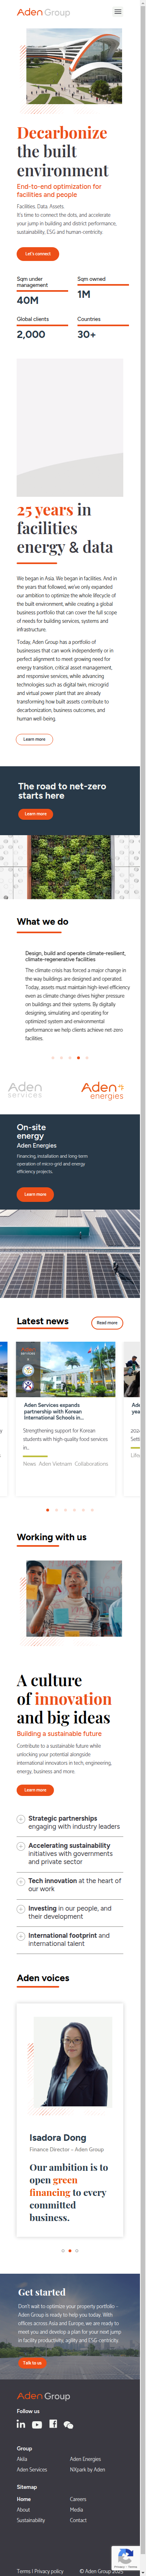 Aden Group
Decarbonize
the built
environment
End-to-end optimization for
facilities and people
Facilities. Data. Assets.
It's time to connect the dots, and accelerate
your jump in building and district performance,
sustainability, ESG and human-centricity.
Let's connect
Sqm under
management
40M
Sqm owned
1M
Global clients
2,000
Countries
30+
25 years in
facilities
energy & data
We began in Asia. We began in facilities. And in
the years that followed, we've only expanded
our ambition to optimize the whole lifecycle of
the built environment, while creating a global
business portfolio that can cover the full scope
of needs for building services, systems and
infrastructure.
Today, Aden Group has a portfolio of
businesses that can work independently or in
perfect alignment to meet growing need for
energy transition, critical asset management,
and responsive services, while advancing
technologies such as digital twin, microgrid
and virtual power plant that are already
transforming how built assets contribute to
decarbonization, business outcomes, and
human well-being.
Learn more
The road to net-zero
starts here
Learn more
What we do
Design, build and operate climate-resilient,
climate-regenerative facilities
The climate crisis has forced a major change in
the way buildings are designed and operated.
Today, assets must maintain high-level efficiency
even as climate change drives higher pressures
on buildings and their systems. By digitally
designing, simulating and operating for
optimized systems and environmental
performance we help clients achieve net-zero
facilities.
Aden
services
Aden
energies
On-site
energy
Aden Energies
Financing, installation and long-term
operation of micro-grid and energy
efficiency projects.
Learn more
Latest news
Read more
Aden Services expands
partnership with Korean
International Schools in...
Strengthening support for Korean
students with high-quality food services
in...
News Aden Vietnam Collaborations
Working with us
A culture
of innovation
and big ideas
Building a sustainable future
Contribute to a sustainable future while
unlocking your potential alongside
international innovators in tech, engineering,
energy, business and more.
Learn more
Strategic partnerships
engaging with industry leaders
Accelerating sustainability
initiatives with governments
and private sector
Tech innovation at the heart of
our work
Investing in our people, and
their development
International footprint and
international talent
Aden voices
Isadora Dong
Finance Director – Aden Group
Our ambition is to
open green
financing to every
committed
business.
Get started
Don't wait to optimize your property portfolio –
Aden Group is ready to help you today. With
offices across Asia and Europe, we are ready to
meet you and develop a plan for your next jump
in facility productivity, agility and ESG centricity.
Talk to us
Aden Group
Follow us
Group
Akila
Aden Energies
Aden Services
NXpark by Aden
Sitemap
Home
Careers
About
Media
Sustainability
Contact
Terms | Privacy policy
© Aden Group 2025
Privacy - Terms